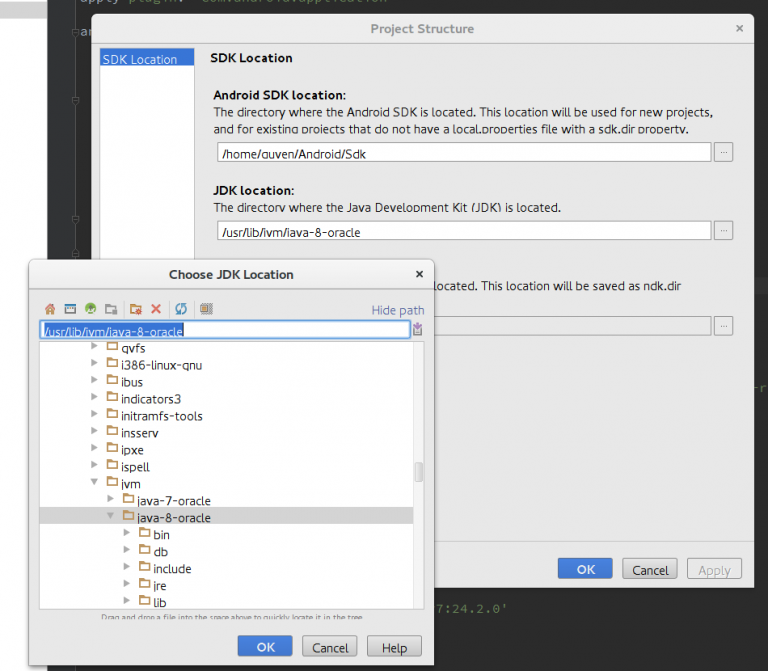 apply plugin: 'com.android.application'
Project Structure
SDK Location
SDK Location
Android SDK location:
The directory where the Android SDK is located. This location will be used for new projects,
and for existing projects that do not have a local.properties file with a sdk.dir property.
/home/guven/Android/Sdk
...
JDK location:
The directory where the Java Development Kit (JDK) is located.
/usr/lib/jvm/java-8-oracle
...
located. This location will be saved as ndk.dir
...
OK
Cancel
Apply
7:24.2.0'
Choose JDK Location
Hide path
/usr/lib/jvm/java-8-oracle
gvfs
i386-linux-gnu
ibus
indicators3
initramfs-tools
insserv
ipxe
ispell
jvm
java-7-oracle
java-8-oracle
bin
db
include
jre
lib
Drag and drop a file into the space above to quickly locate it in the tree
OK
Cancel
Help